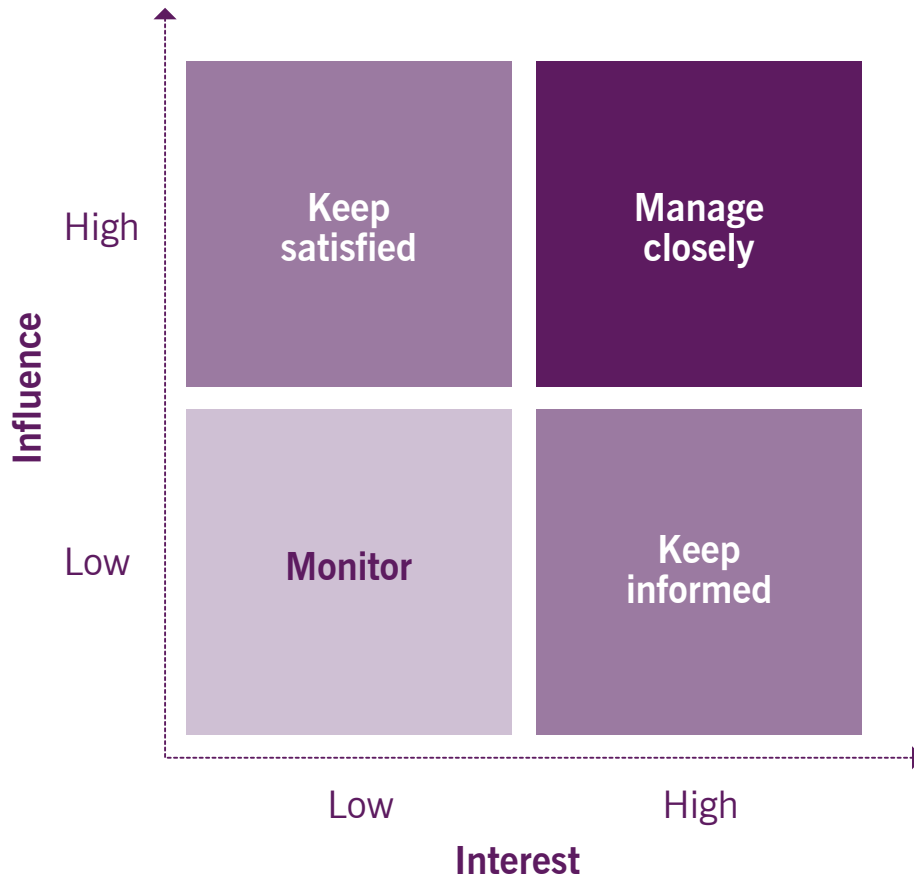 High
Keep
satisfied
Manage
closely
Influence
Low
Monitor
Keep
informed
Low
High
Interest